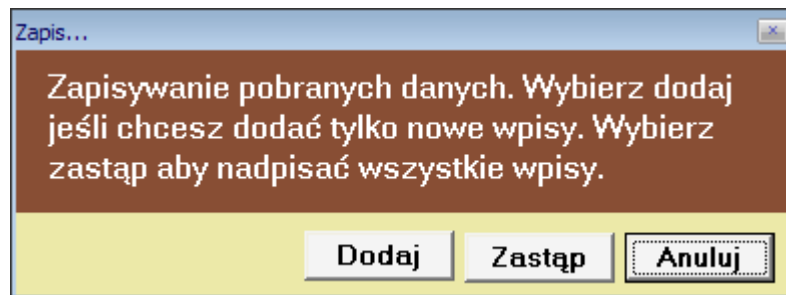 Zapis...
Zapisywanie pobranych danych. Wybierz dodaj
jeśli chcesz dodać tylko nowe wpisy. Wybierz
zastąp aby nadpisać wszystkie wpisy.
Dodaj Zastąp Anuluj